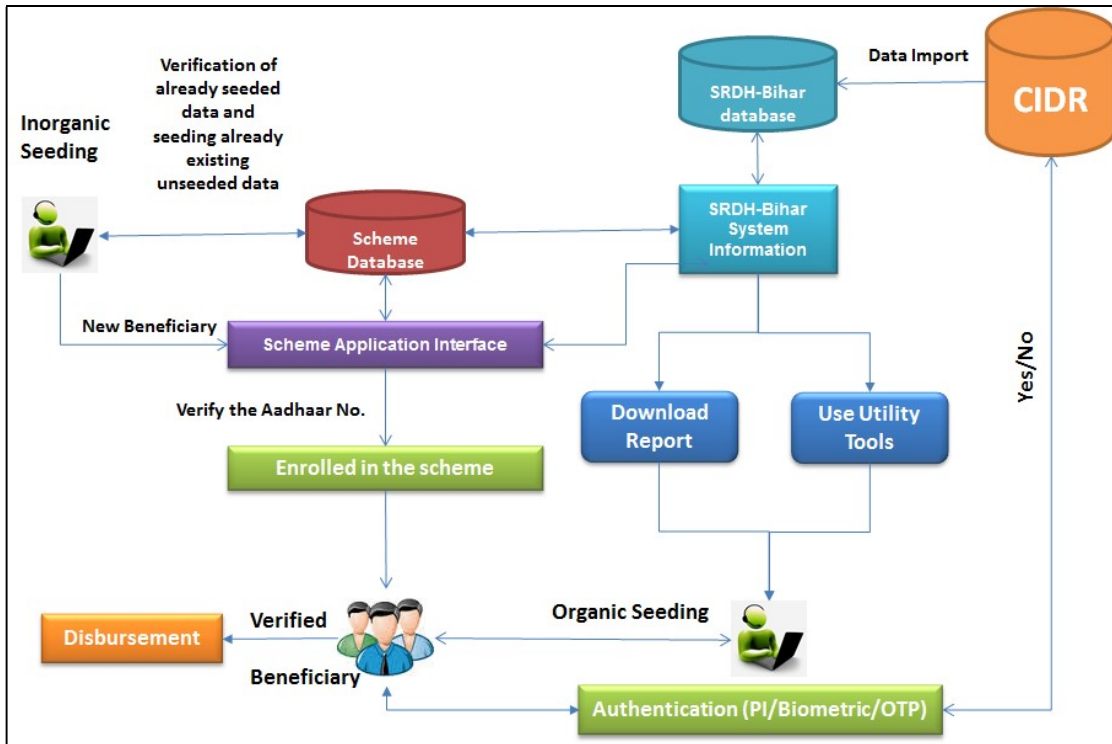 Verification of
already seeded
data and
seeding already
existing
unseeded data
Inorganic
Seeding
SRDH-Bihar
database
Data Import
CIDR
Scheme
Database
SRDH-Bihar
System
Information
New Beneficiary
Scheme Application Interface
Yes/No
Verify the Aadhaar No.
Download
Report
Use Utility
Tools
Enrolled in the scheme
Disbursement
Verified
Beneficiary
Organic Seeding
Authentication (PI/Biometric/OTP)